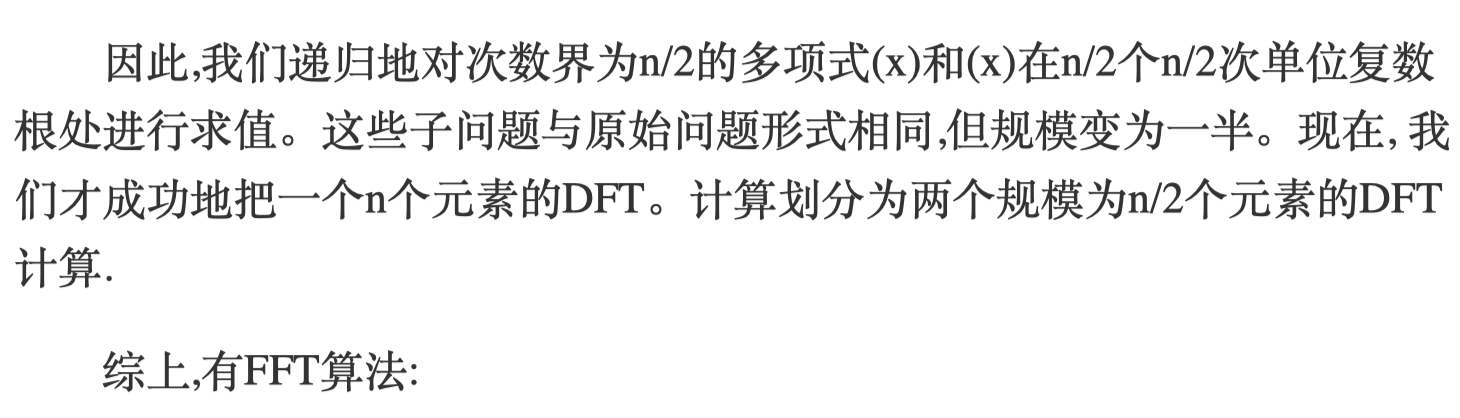 因此,我们递归地对次数界为n/2的多项式(x)和(x)在n/2个n/2次单位复数
根处进行求值。这些子问题与原始问题形式相同,但规模变为一半。现在, 我
们才成功地把一个n个元素的DFT。计算划分为两个规模为n/2个元素的DFT
计算.
综上,有FFT算法: